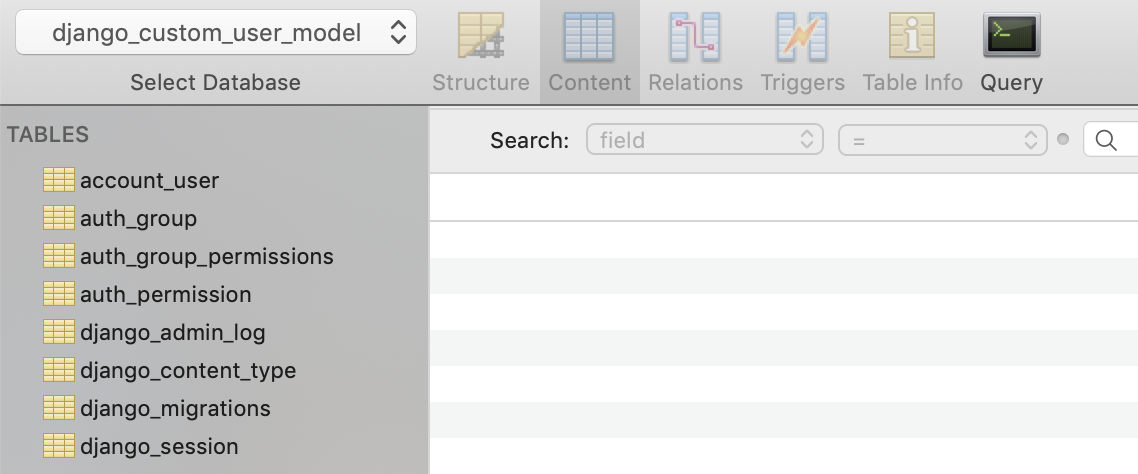 django_custom_user_model
Select Database
Structure
Content
Relations
Triggers
Table Info
Query
TABLES
Search:
field
=
account_user
auth_group
auth_group_permissions
auth_permission
django_admin_log
django_content_type
django_migrations
django_session